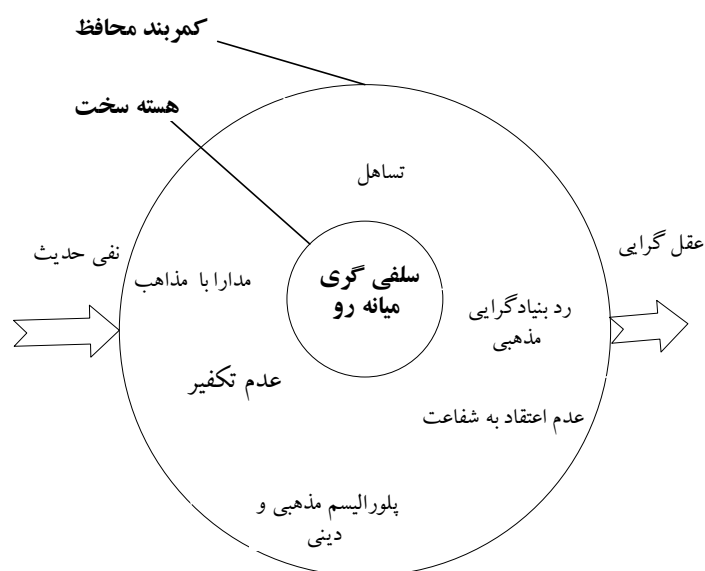 کمربند محافظ
هسته سخت
تساهل
عقل گرایی
نفی حدیث
مدارا با مذاهب
سلفی گری
میانه رو
رد بنیادگرایی
مذهبی
عدم تکفیر
عدم اعتقاد به شفاعت
پلورالیسم مذهبی و
دینی